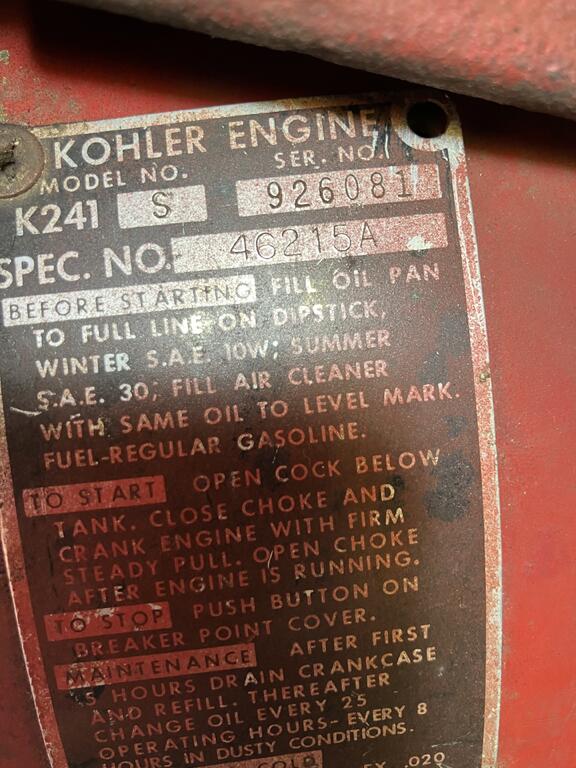 KOHLER ENGINE
MODEL NO. SER. NO.
K241 S 926081
SPEC. NO. 46215A
BEFORE STARTING FILL OIL PAN
TO FULL LINE ON DIPSTICK,
WINTER S.A.E. 10W; SUMMER
S.A.E. 30; FILL AIR CLEANER
WITH SAME OIL TO LEVEL MARK.
FUEL-REGULAR GASOLINE.
TO START OPEN COCK BELOW
TANK. CLOSE CHOKE AND
CRANK ENGINE WITH FIRM
STEADY PULL. OPEN CHOKE
AFTER ENGINE IS RUNNING.
TO STOP PUSH BUTTON ON
BREAKER POINT COVER.
MAINTENANCE AFTER FIRST
5 HOURS DRAIN CRANKCASE
AND REFILL. THEREAFTER
CHANGE OIL EVERY 25
OPERATING HOURS-EVERY 8
HOURS IN DUSTY CONDITIONS.
COLD .020